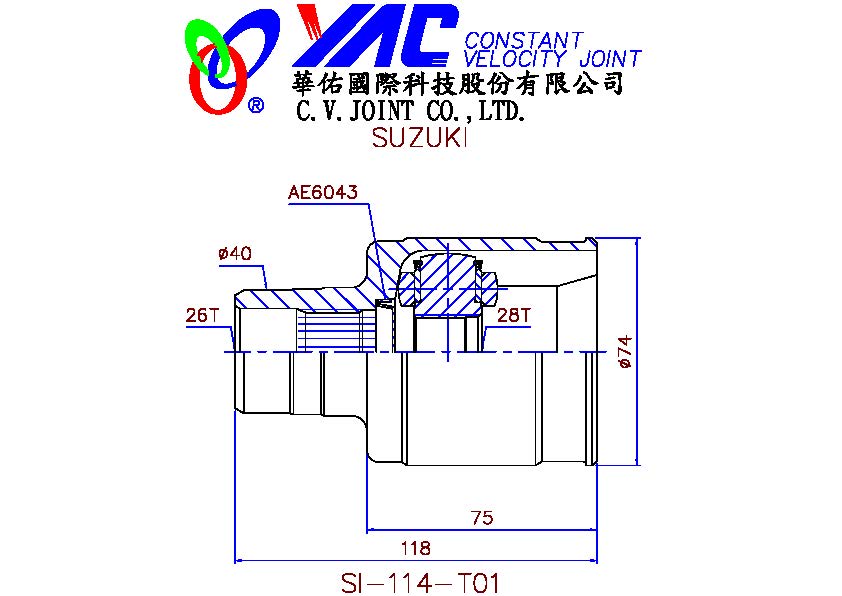 YAC CONSTANT
VELOCITY JOINT
®
華佑國際科技股份有限公司
C.V.JOINT CO.,LTD.
SUZUKI
AE6043
ø40
26T
28T
ø74
75
118
SI-114-T01